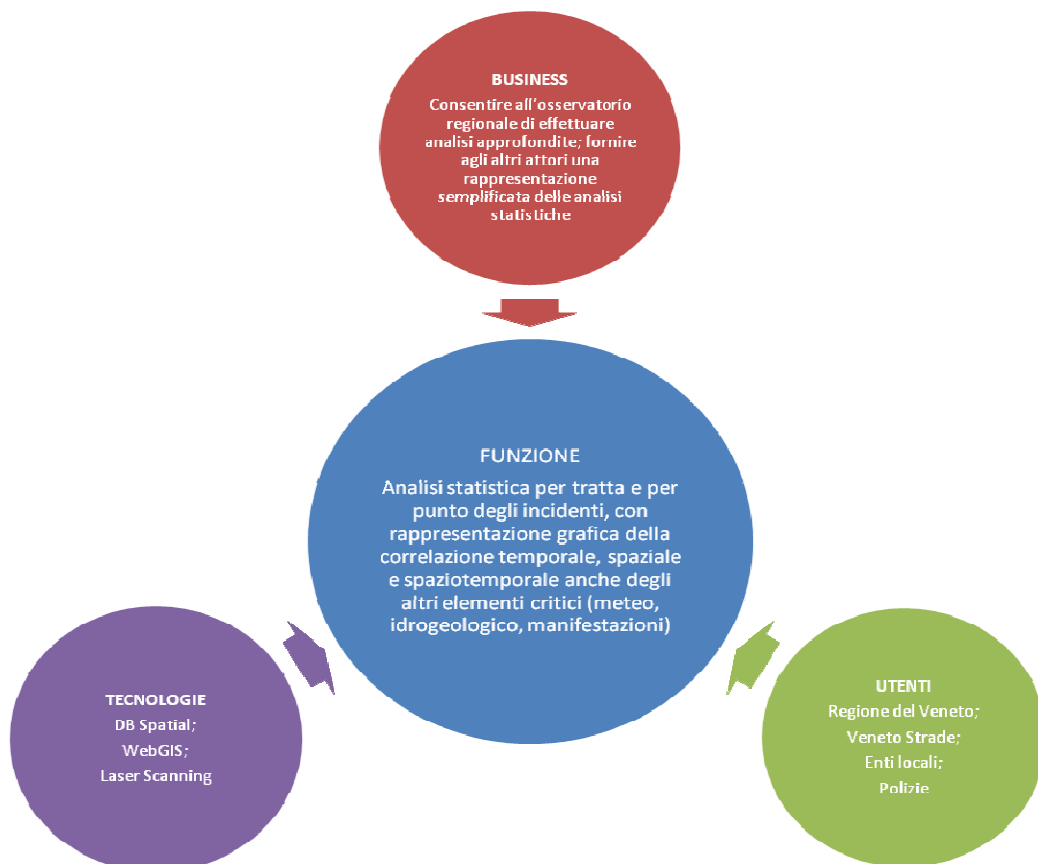 BUSINESS
Consentire all'osservatorio
regionale di effettuare
analisi approfondite; fornire
agli altri attori una
rappresentazione
semplificata delle analisi
statistiche
FUNZIONE
Analisi statistica per tratta e per
punto degli incidenti, con
rappresentazione grafica della
correlazione temporale, spaziale
e spaziotemporale anche degli
altri elementi critici (meteo,
idrogeologico, manifestazioni)
TECNOLOGIE
DB Spatial;
WebGIS;
Laser Scanning
UTENTI
Regione del Veneto;
Veneto Strade;
Enti locali;
Polizie